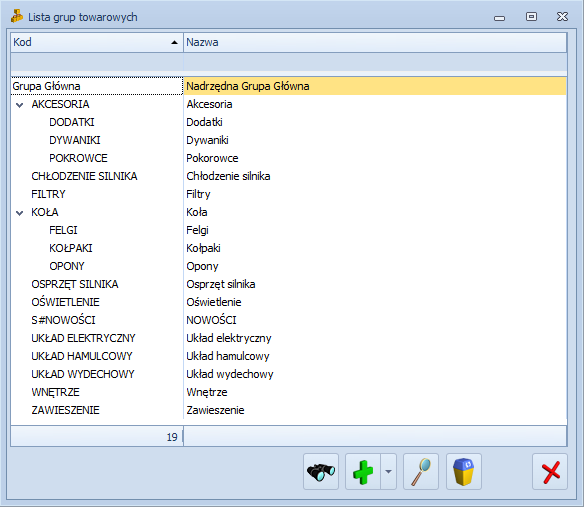 Lista grup towarowych
Kod Nazwa
Grupa Główna Nadrzędna Grupa Główna
AKCESORIA Akcesoria
DODATKI Dodatki
DYWANIKI Dywaniki
POKROWCE Pokorowce
CHŁODZENIE SILNIKA Chłodzenie silnika
FILTRY Filtry
KOŁA Koła
FELGI Felgi
KOŁPAKI Kołpaki
OPONY Opony
OSPRZĘT SILNIKA Osprzęt silnika
OŚWIETLENIE Oświetlenie
S#NOWOŚCI NOWOŚCI
UKŁAD ELEKTRYCZNY Układ elektryczny
UKŁAD HAMULCOWY Układ hamulcowy
UKŁAD WYDECHOWY Układ wydechowy
WNĘTRZE Wnętrze
ZAWIESZENIE Zawieszenie
19